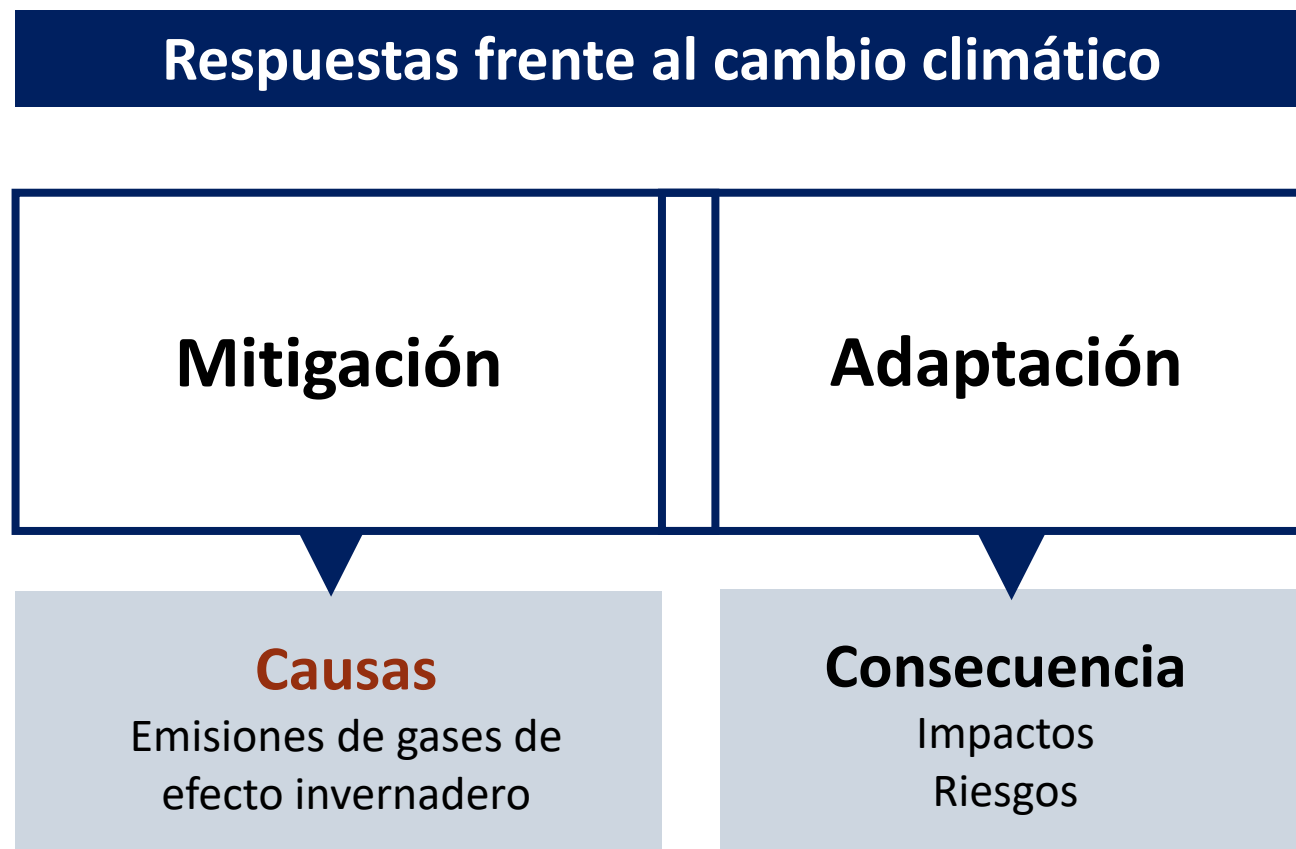 Respuestas frente al cambio climático
Mitigación
Adaptación
Causas
Emisiones de gases de
efecto invernadero
Consecuencia
Impactos
Riesgos